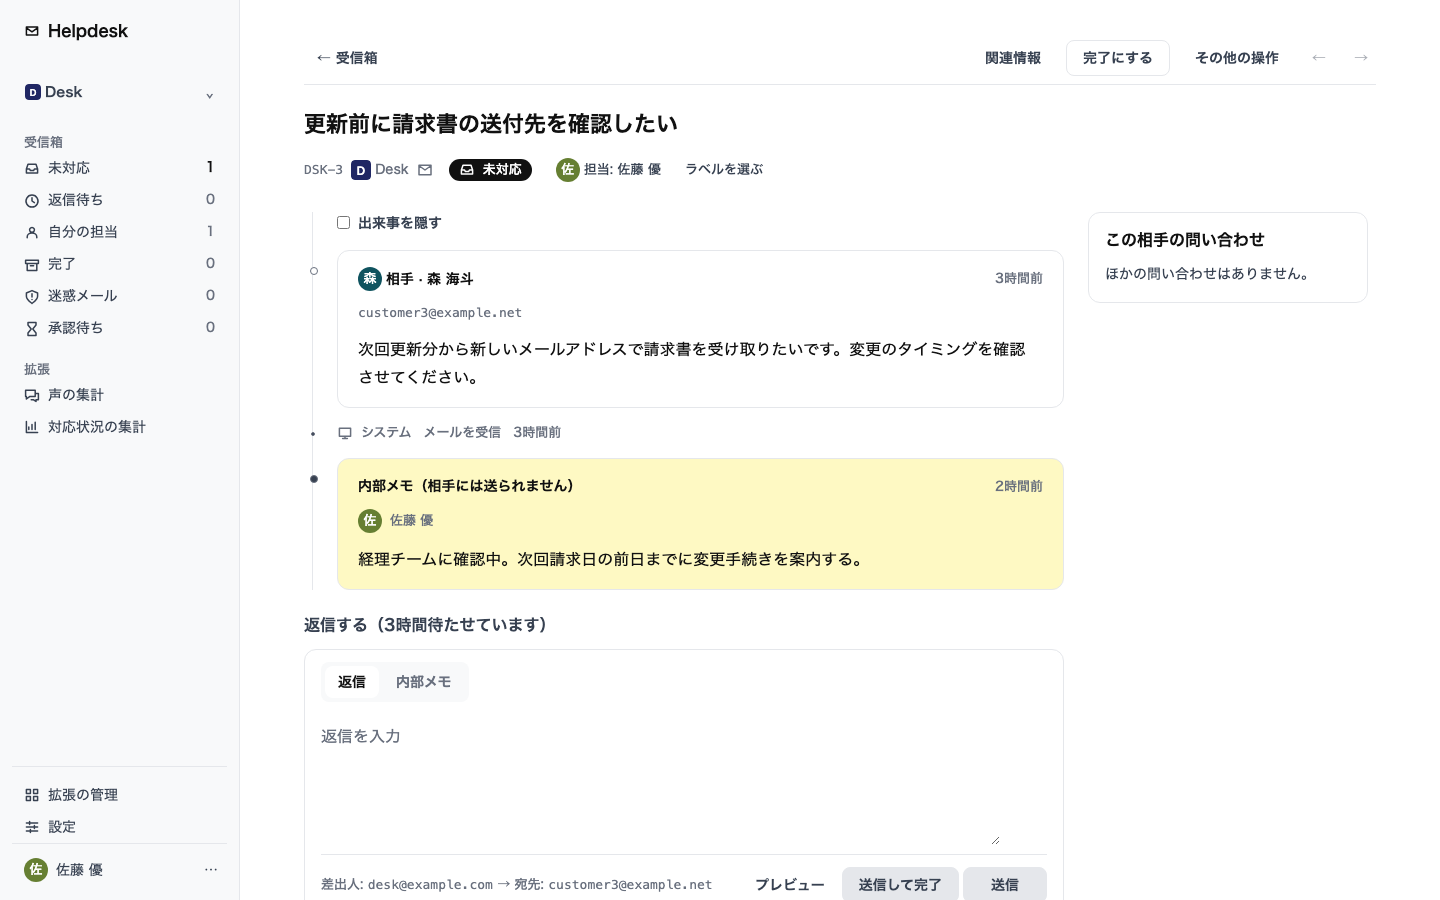 Helpdesk
D Desk
受信箱
未対応 1
返信待ち 0
自分の担当 1
完了 0
迷惑メール 0
承認待ち 0
拡張
声の集計
対応状況の集計
拡張の管理
設定
佐 佐藤 優 …
← 受信箱
関連情報 完了にする その他の操作 ← →
更新前に請求書の送付先を確認したい
DSK-3 D Desk 未対応 佐 担当: 佐藤 優 ラベルを選ぶ
出来事を隠す
森 相手 · 森 海斗 3時間前
customer3@example.net
次回更新分から新しいメールアドレスで請求書を受け取りたいです。変更のタイミングを確認
させてください。
システム メールを受信 3時間前
内部メモ（相手には送られません） 2時間前
佐 佐藤 優
経理チームに確認中。次回請求日の前日までに変更手続きを案内する。
この相手の問い合わせ
ほかの問い合わせはありません。
返信する（3時間待たせています）
返信 内部メモ
返信を入力
差出人: desk@example.com → 宛先: customer3@example.net プレビュー 送信して完了 送信